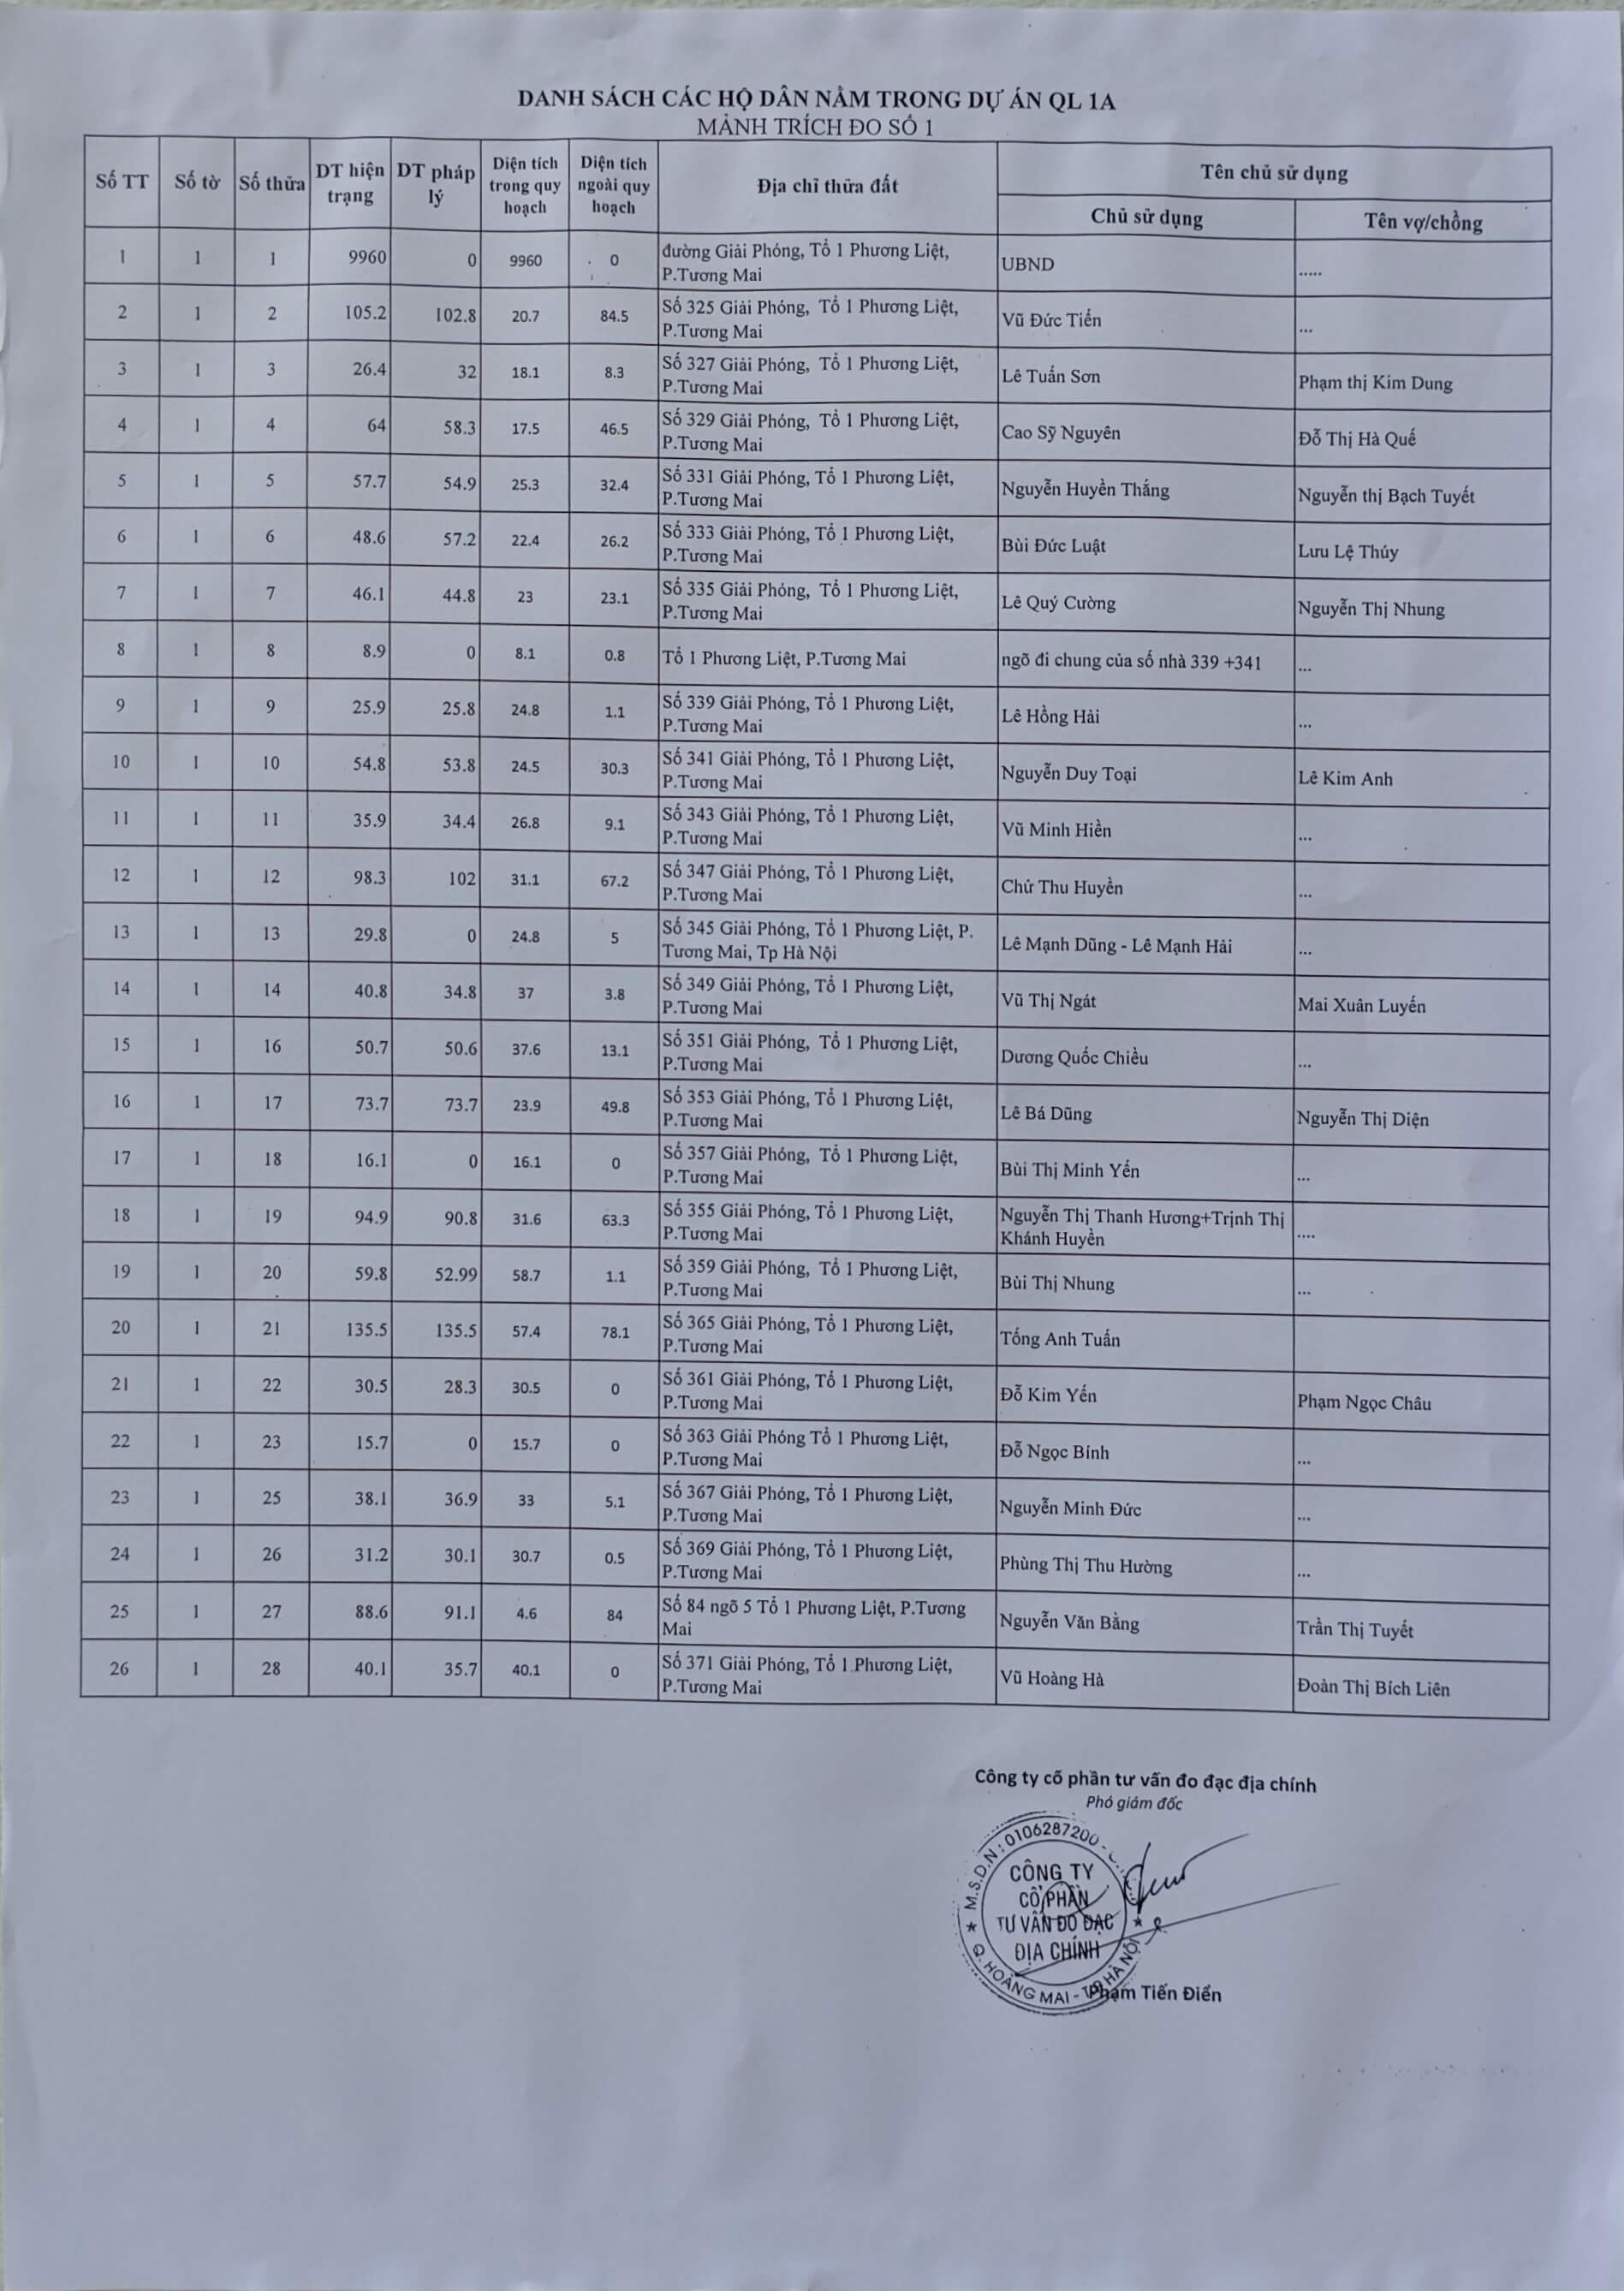 DANH SÁCH CÁC HỘ DÂN NẰM TRONG DỰ ÁN QL 1A
MẢNH TRÍCH ĐO SỐ 1
Số TT Số tờ Số thửa DT hiện trạng DT pháp lý Diện tích trong quy hoạch Diện tích ngoài quy hoạch Địa chỉ thửa đất Tên chủ sử dụng
Chủ sử dụng Tên vợ/chồng
1 1 1 9960 0 9960 0 đường Giải Phóng, Tổ 1 Phương Liệt, P.Tương Mai UBND .....
2 1 2 105.2 102.8 20.7 84.5 Số 325 Giải Phóng, Tổ 1 Phương Liệt, P.Tương Mai Vũ Đức Tiến ...
3 1 3 26.4 32 18.1 8.3 Số 327 Giải Phóng, Tổ 1 Phương Liệt, P.Tương Mai Lê Tuấn Sơn Phạm thị Kim Dung
4 1 4 64 58.3 17.5 46.5 Số 329 Giải Phóng, Tổ 1 Phương Liệt, P.Tương Mai Cao Sỹ Nguyên Đỗ Thị Hà Quế
5 1 5 57.7 54.9 25.3 32.4 Số 331 Giải Phóng, Tổ 1 Phương Liệt, P.Tương Mai Nguyễn Huyền Thắng Nguyễn thị Bạch Tuyết
6 1 6 48.6 57.2 22.4 26.2 Số 333 Giải Phóng, Tổ 1 Phương Liệt, P.Tương Mai Bùi Đức Luật Lưu Lệ Thúy
7 1 7 46.1 44.8 23 23.1 Số 335 Giải Phóng, Tổ 1 Phương Liệt, P.Tương Mai Lê Quý Cường Nguyễn Thị Nhung
8 1 8 8.9 0 8.1 0.8 Tổ 1 Phương Liệt, P.Tương Mai ngõ đi chung của số nhà 339 +341 ...
9 1 9 25.9 25.8 24.8 1.1 Số 339 Giải Phóng, Tổ 1 Phương Liệt, P.Tương Mai Lê Hồng Hải ...
10 1 10 54.8 53.8 24.5 30.3 Số 341 Giải Phóng, Tổ 1 Phương Liệt, P.Tương Mai Nguyễn Duy Toại Lê Kim Anh
11 1 11 35.9 34.4 26.8 9.1 Số 343 Giải Phóng, Tổ 1 Phương Liệt, P.Tương Mai Vũ Minh Hiền ...
12 1 12 98.3 102 31.1 67.2 Số 347 Giải Phóng, Tổ 1 Phương Liệt, P.Tương Mai Chử Thu Huyền ...
13 1 13 29.8 0 24.8 5 Số 345 Giải Phóng, Tổ 1 Phương Liệt, P. Tương Mai, Tp Hà Nội Lê Mạnh Dũng - Lê Mạnh Hải ...
14 1 14 40.8 34.8 37 3.8 Số 349 Giải Phóng, Tổ 1 Phương Liệt, P.Tương Mai Vũ Thị Ngát Mai Xuân Luyến
15 1 16 50.7 50.6 37.6 13.1 Số 351 Giải Phóng, Tổ 1 Phương Liệt, P.Tương Mai Dương Quốc Chiều ...
16 1 17 73.7 73.7 23.9 49.8 Số 353 Giải Phóng, Tổ 1 Phương Liệt, P.Tương Mai Lê Bá Dũng Nguyễn Thị Diện
17 1 18 16.1 0 16.1 0 Số 357 Giải Phóng, Tổ 1 Phương Liệt, P.Tương Mai Bùi Thị Minh Yến ...
18 1 19 94.9 90.8 31.6 63.3 Số 355 Giải Phóng, Tổ 1 Phương Liệt, P.Tương Mai Nguyễn Thị Thanh Hương+Trịnh Thị Khánh Huyền ....
19 1 20 59.8 52.99 58.7 1.1 Số 359 Giải Phóng, Tổ 1 Phương Liệt, P.Tương Mai Bùi Thị Nhung ...
20 1 21 135.5 135.5 57.4 78.1 Số 365 Giải Phóng, Tổ 1 Phương Liệt, P.Tương Mai Tống Anh Tuấn
21 1 22 30.5 28.3 30.5 0 Số 361 Giải Phóng, Tổ 1 Phương Liệt, P.Tương Mai Đỗ Kim Yến Phạm Ngọc Châu
22 1 23 15.7 0 15.7 0 Số 363 Giải Phóng Tổ 1 Phương Liệt, P.Tương Mai Đỗ Ngọc Bính ...
23 1 25 38.1 36.9 33 5.1 Số 367 Giải Phóng, Tổ 1 Phương Liệt, P.Tương Mai Nguyễn Minh Đức ...
24 1 26 31.2 30.1 30.7 0.5 Số 369 Giải Phóng, Tổ 1 Phương Liệt, P.Tương Mai Phùng Thị Thu Hường ...
25 1 27 88.6 91.1 4.6 84 Số 84 ngõ 5 Tổ 1 Phương Liệt, P.Tương Mai Nguyễn Văn Bằng Trần Thị Tuyết
26 1 28 40.1 35.7 40.1 0 Số 371 Giải Phóng, Tổ 1 Phương Liệt, P.Tương Mai Vũ Hoàng Hà Đoàn Thị Bích Liên
Công ty cổ phần tư vấn đo đạc địa chính
Phó giám đốc
M.S.D.N: 0106287200
CÔNG TY
CỔ PHẦN
TƯ VẤN ĐO ĐẠC
ĐỊA CHÍNH
Q. HOÀNG MAI - TP HÀ NỘI
Phạm Tiến Điển